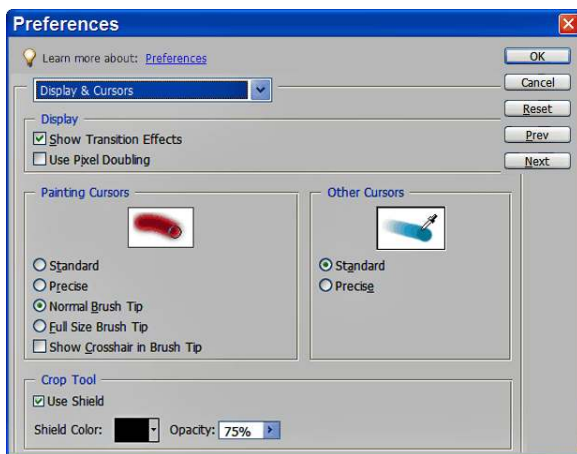 Preferences
Learn more about: Preferences
OK
Display & Cursors
Cancel
Reset
Display
Show Transition Effects
Prev
Use Pixel Doubling
Next
Painting Cursors
Other Cursors
Standard
Precise
Normal Brush Tip
Full Size Brush Tip
Show Crosshair in Brush Tip
Standard
Precise
Crop Tool
Use Shield
Shield Color: Opacity: 75%